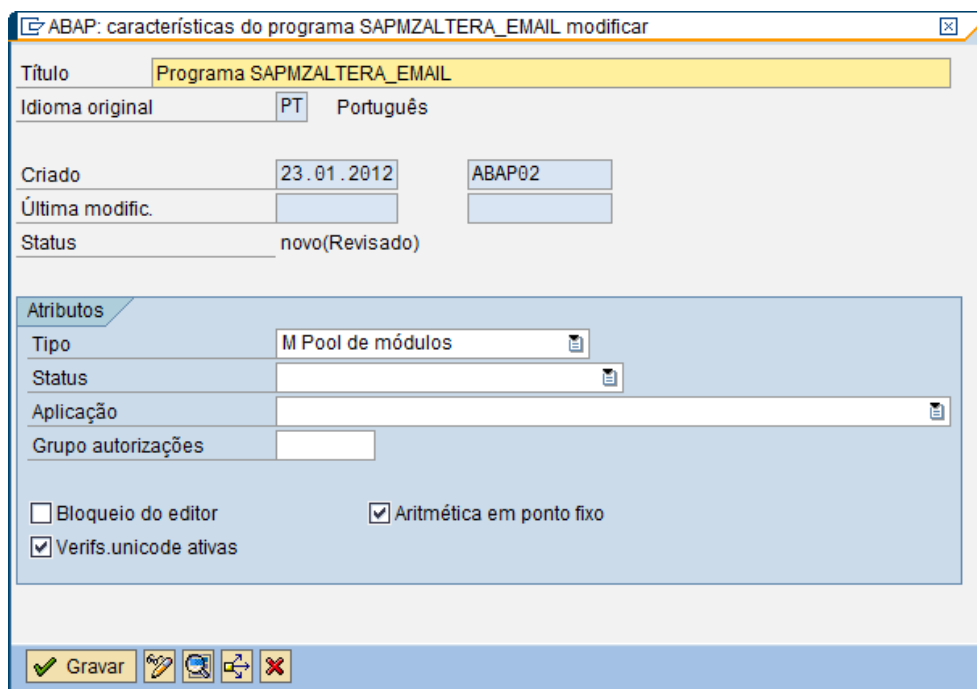 ABAP: características do programa SAPMZALTERA_EMAIL modificar
Título Programa SAPMZALTERA_EMAIL
Idioma original PT Português
Criado 23.01.2012 ABAP02
Última modific.
Status novo(Revisado)
Atributos
Tipo M Pool de módulos
Status
Aplicação
Grupo autorizações
Bloqueio do editor Aritmética em ponto fixo
Verifs.unicode ativas
Gravar